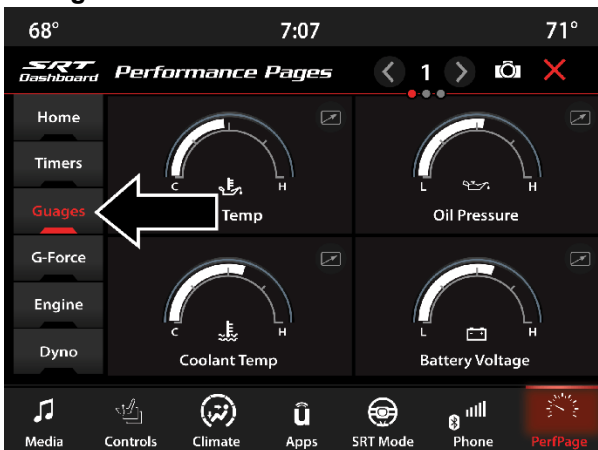 68° 7:07 71°
SRT Dashboard Performance Pages 1
Home
Timers
Guages
G-Force
Engine
Dyno
C H
Temp
L H
Oil Pressure
C H
Coolant Temp
L H
Battery Voltage
Media Controls Climate Apps SRT Mode Phone PerfPage